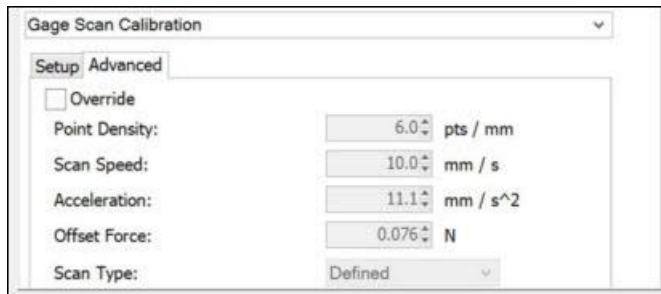 Gage Scan Calibration
Setup Advanced
Override
Point Density: 6.0 pts / mm
Scan Speed: 10.0 mm / s
Acceleration: 11.1 mm / s^2
Offset Force: 0.076 N
Scan Type: Defined